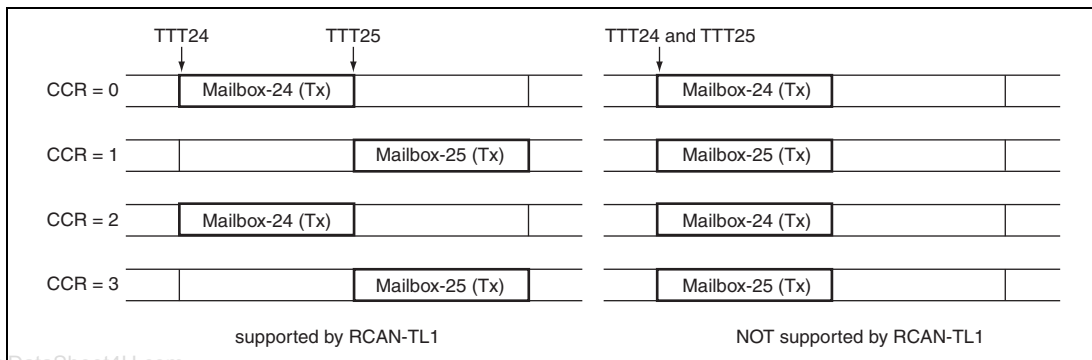 TTT24 TTT25 TTT24 and TTT25
CCR = 0 Mailbox-24 (Tx) Mailbox-24 (Tx)
CCR = 1 Mailbox-25 (Tx) Mailbox-25 (Tx)
CCR = 2 Mailbox-24 (Tx) Mailbox-24 (Tx)
CCR = 3 Mailbox-25 (Tx) Mailbox-25 (Tx)
supported by RCAN-TL1 NOT supported by RCAN-TL1